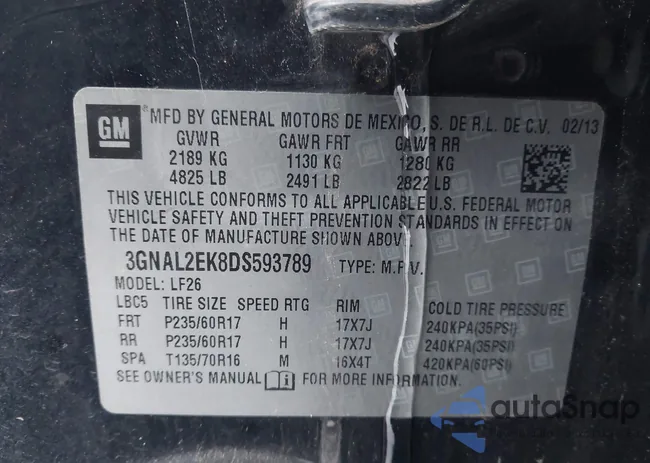 GM
MFD BY GENERAL MOTORS DE MEXICO, S. DE R.L. DE C.V. 02/13
GVWR GAWR FRT GAWR RR
2189 KG 1130 KG 1280 KG
4825 LB 2491 LB 2822 LB
THIS VEHICLE CONFORMS TO ALL APPLICABLE U.S. FEDERAL MOTOR
VEHICLE SAFETY AND THEFT PREVENTION STANDARDS IN EFFECT ON
THE DATE OF MANUFACTURE SHOWN ABOVE.
3GNAL2EK8DS593789 TYPE: M.P.V.
MODEL: LF26
LBC5 TIRE SIZE SPEED RTG RIM COLD TIRE PRESSURE
FRT P235/60R17 H 17X7J 240KPA(35PSI)
RR P235/60R17 H 17X7J 240KPA(35PSI)
SPA T135/70R16 M 16X4T 420KPA(60PSI)
SEE OWNER'S MANUAL FOR MORE INFORMATION.
autoSnap